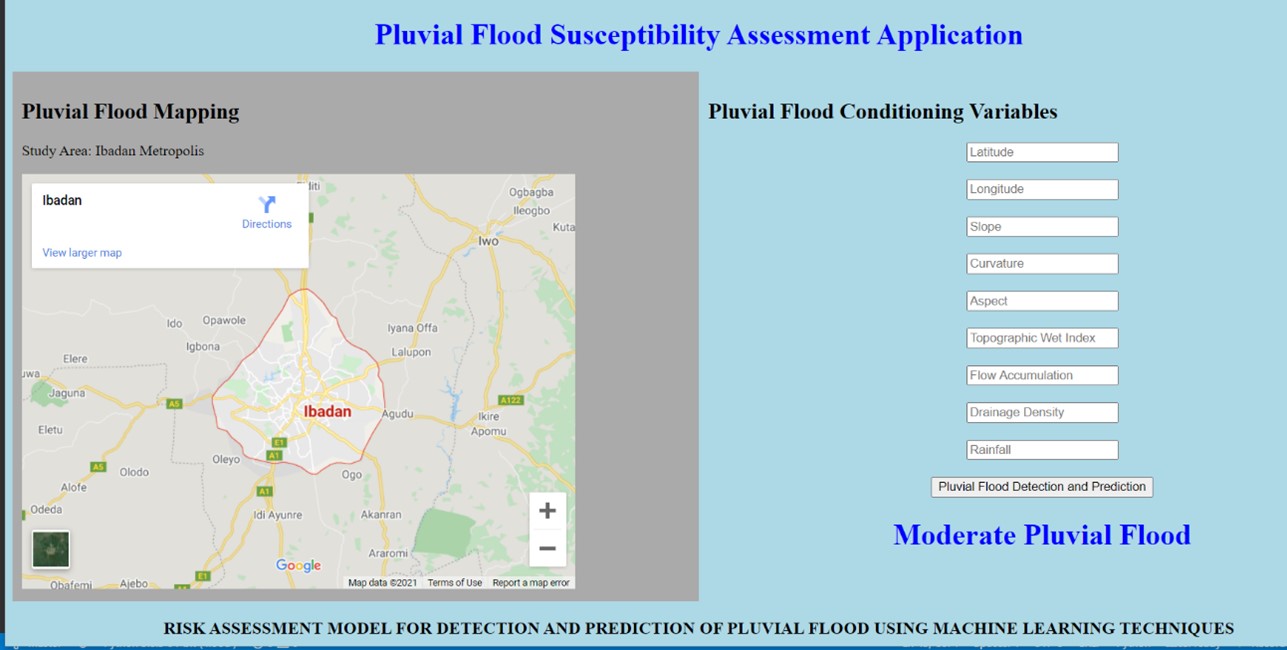 Pluvial Flood Susceptibility Assessment Application
Pluvial Flood Mapping
Study Area: Ibadan Metropolis
Ibadan
Directions
View larger map
Ogbagba
Ileogbo
Kuta
Iwo
Ido
Opawole
Igbona
Iyana Offa
Lalupon
Elere
Jaguna
A5
A122
Ibadan
Agudu
Ikire
Apomu
Eletu
E1
A1
Oleyo
A5
Olodo
Ogo
Alofe
A1
Odeda
Idi Ayunre
Akanran
Araromi
Google
E1
Obafemi
Ajebo
Map data ©2021
Terms of Use
Report a map error
Pluvial Flood Conditioning Variables
Latitude
Longitude
Slope
Curvature
Aspect
Topographic Wet Index
Flow Accumulation
Drainage Density
Rainfall
Pluvial Flood Detection and Prediction
Moderate Pluvial Flood
RISK ASSESSMENT MODEL FOR DETECTION AND PREDICTION OF PLUVIAL FLOOD USING MACHINE LEARNING TECHNIQUES